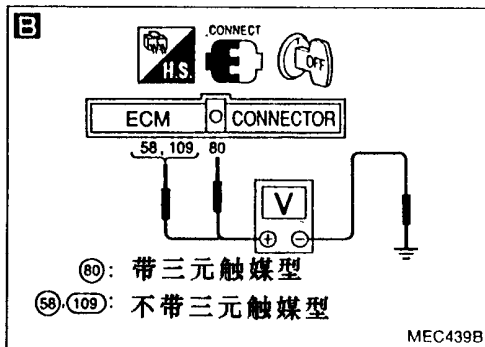 B
H.S.
CONNECT
OFF
ECM CONNECTOR
58, 109 80
V
80: 带三元触媒型
58,109: 不带三元触媒型
MEC439B